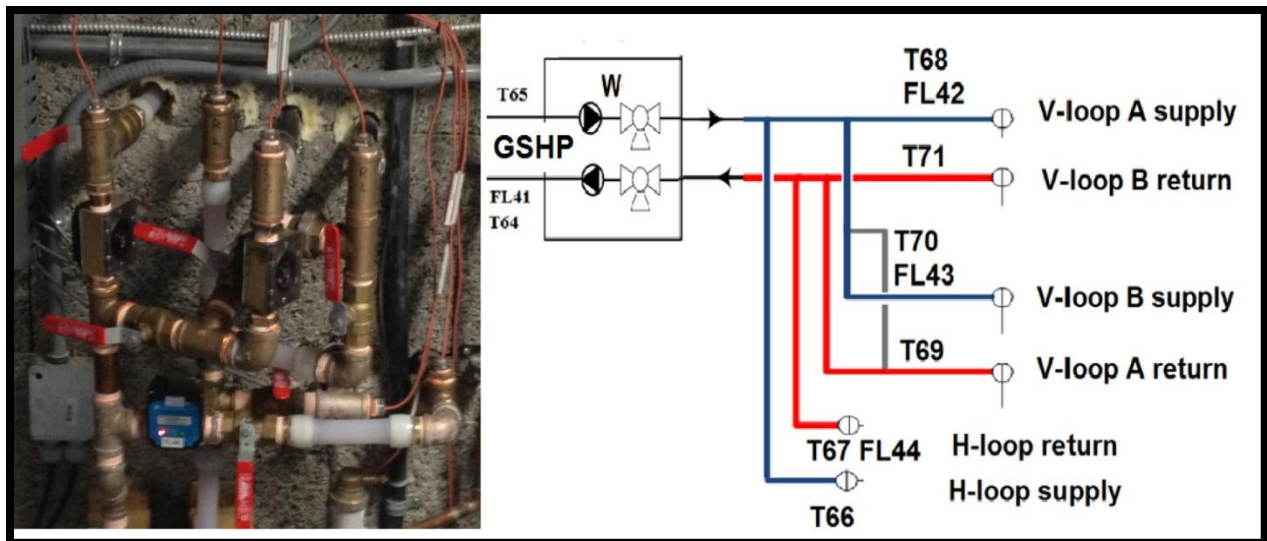 T65
W
GSHP
FL41
T64
T68
FL42
V-loop A supply
T71
V-loop B return
T70
FL43
V-loop B supply
T69
V-loop A return
T67 FL44
H-loop return
H-loop supply
T66